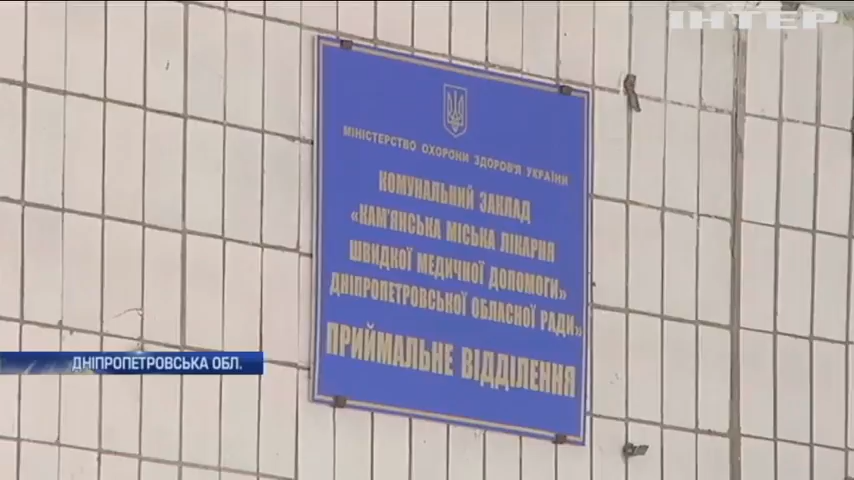 ІНТЕР
МІНІСТЕРСТВО ОХОРОНИ ЗДОРОВ'Я УКРАЇНИ
КОМУНАЛЬНИЙ ЗАКЛАД
«КАМ'ЯНСЬКА МІСЬКА ЛІКАРНЯ
ШВИДКОЇ МЕДИЧНОЇ ДОПОМОГИ»
ДНІПРОПЕТРОВСЬКОЇ ОБЛАСНОЇ РАДИ»
ПРИЙМАЛЬНЕ ВІДДІЛЕННЯ
ДНІПРОПЕТРОВСЬКА ОБЛ.